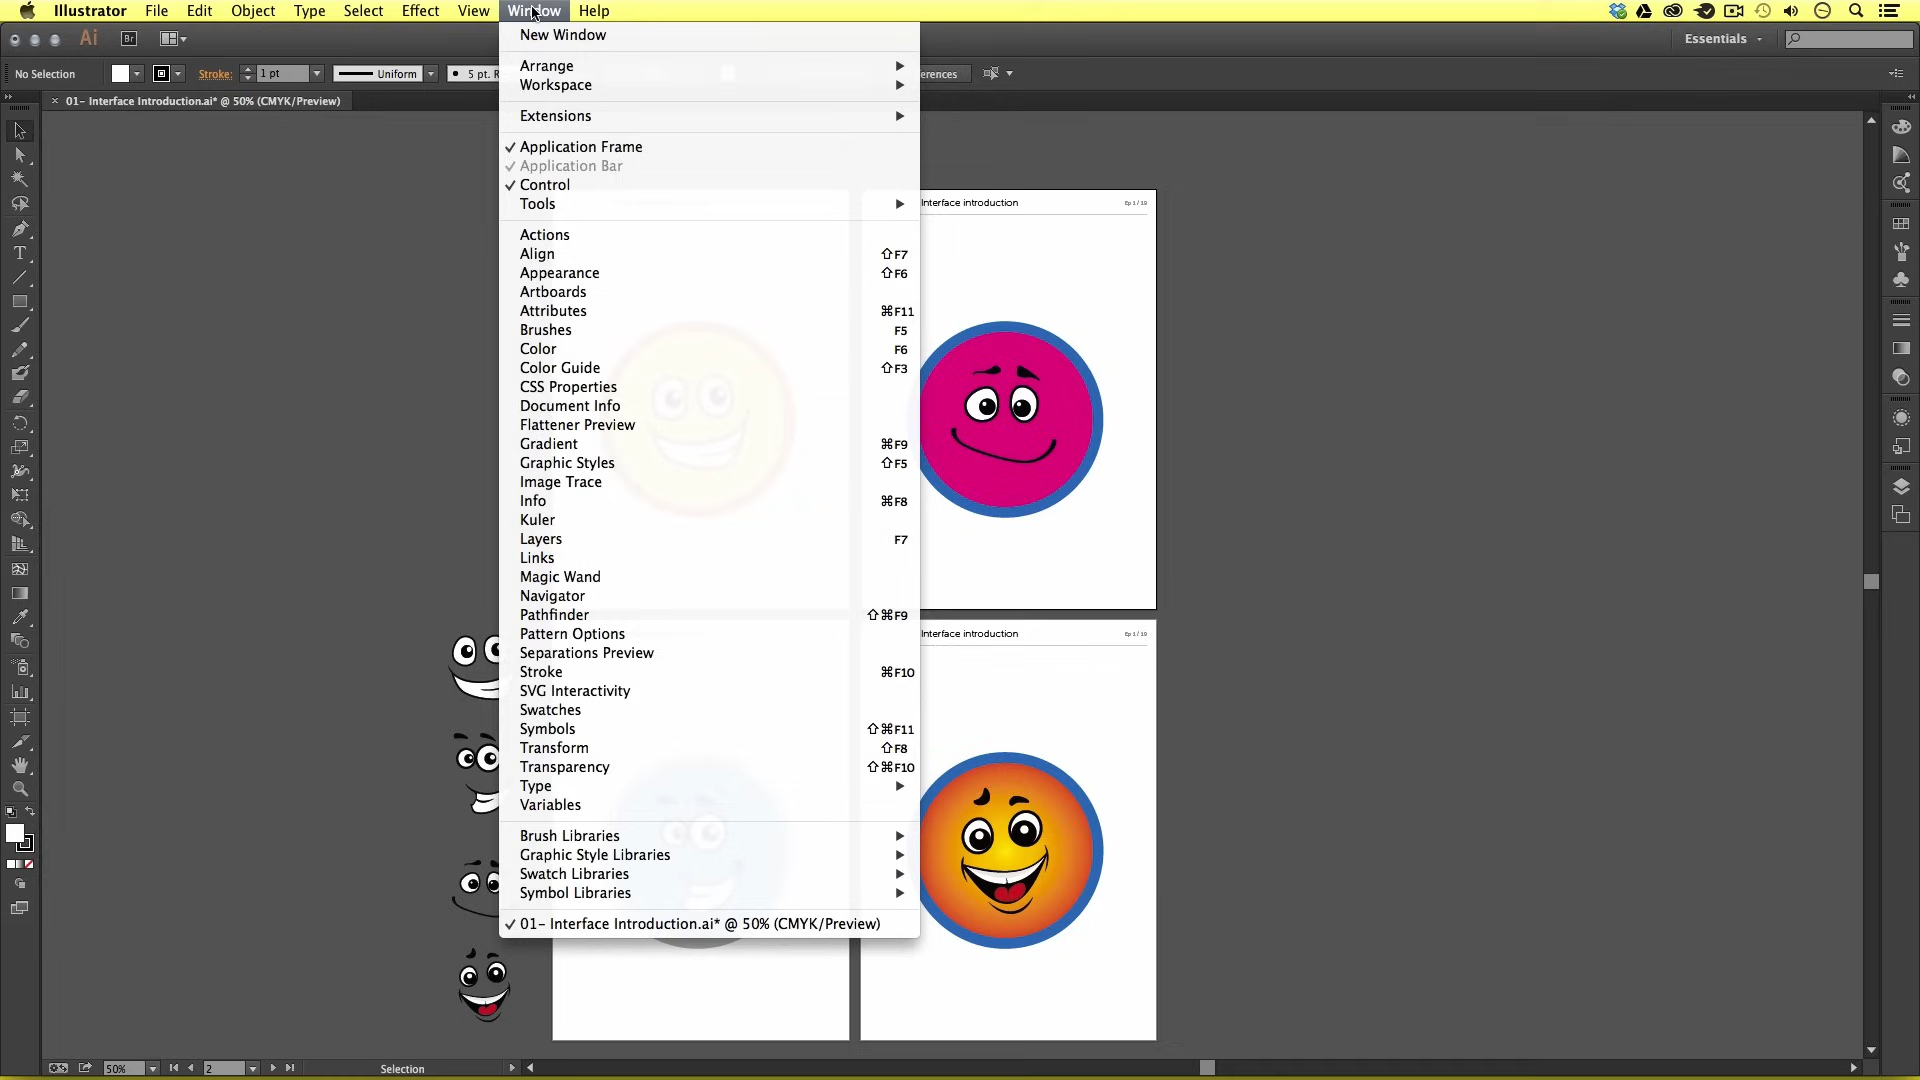 Illustrator File Edit Object Type Select Effect View Window Help
Ai Br Essentials
No Selection Stroke: 1 pt Uniform 5 pt. R erences
× 01- Interface Introduction.ai* @ 50% (CMYK/Preview)
New Window
Arrange
Workspace
Extensions
✓ Application Frame
✓ Application Bar
✓ Control
Tools
Actions
Align ⇧F7
Appearance ⇧F6
Artboards
Attributes ⌘F11
Brushes F5
Color F6
Color Guide ⇧F3
CSS Properties
Document Info
Flattener Preview
Gradient ⌘F9
Graphic Styles ⇧F5
Image Trace
Info ⌘F8
Kuler
Layers F7
Links
Magic Wand
Navigator
Pathfinder ⇧⌘F9
Pattern Options
Separations Preview
Stroke ⌘F10
SVG Interactivity
Swatches
Symbols ⇧⌘F11
Transform ⇧F8
Transparency ⇧⌘F10
Type
Variables
Brush Libraries
Graphic Style Libraries
Swatch Libraries
Symbol Libraries
✓ 01- Interface Introduction.ai* @ 50% (CMYK/Preview)
Interface introduction Ep 1 / 19
Interface introduction Ep 1 / 19
50% 2 Selection